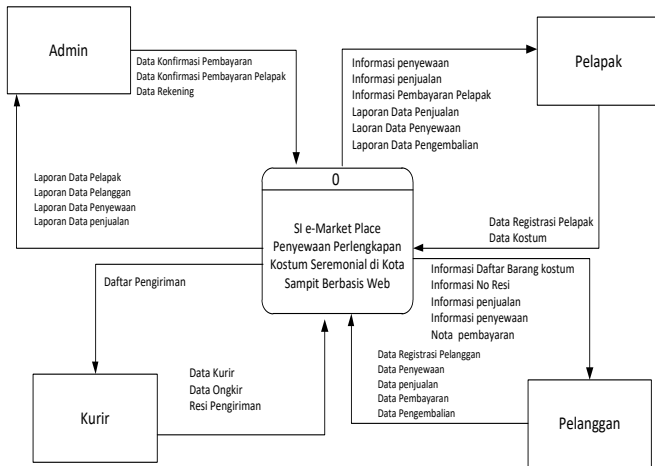 Admin
Data Konfirmasi Pembayaran
Data Konfirmasi Pembayaran Pelapak
Data Rekening
Informasi penyewaan
Informasi penjualan
Informasi Pembayaran Pelapak
Laporan Data Penjualan
Laoran Data Penyewaan
Laporan Data Pengembalian
Pelapak
Laporan Data Pelapak
Laporan Data Pelanggan
Laporan Data Penyewaan
Laporan Data penjualan
0
SI e-Market Place
Penyewaan Perlengkapan
Kostum Seremonial di Kota
Sampit Berbasis Web
Data Registrasi Pelapak
Data Kostum
Daftar Pengiriman
Informasi Daftar Barang kostum
Informasi No Resi
Informasi penjualan
Informasi penyewaan
Nota pembayaran
Data Kurir
Data Ongkir
Resi Pengiriman
Data Registrasi Pelanggan
Data Penyewaan
Data penjualan
Data Pembayaran
Data Pengembalian
Kurir
Pelanggan